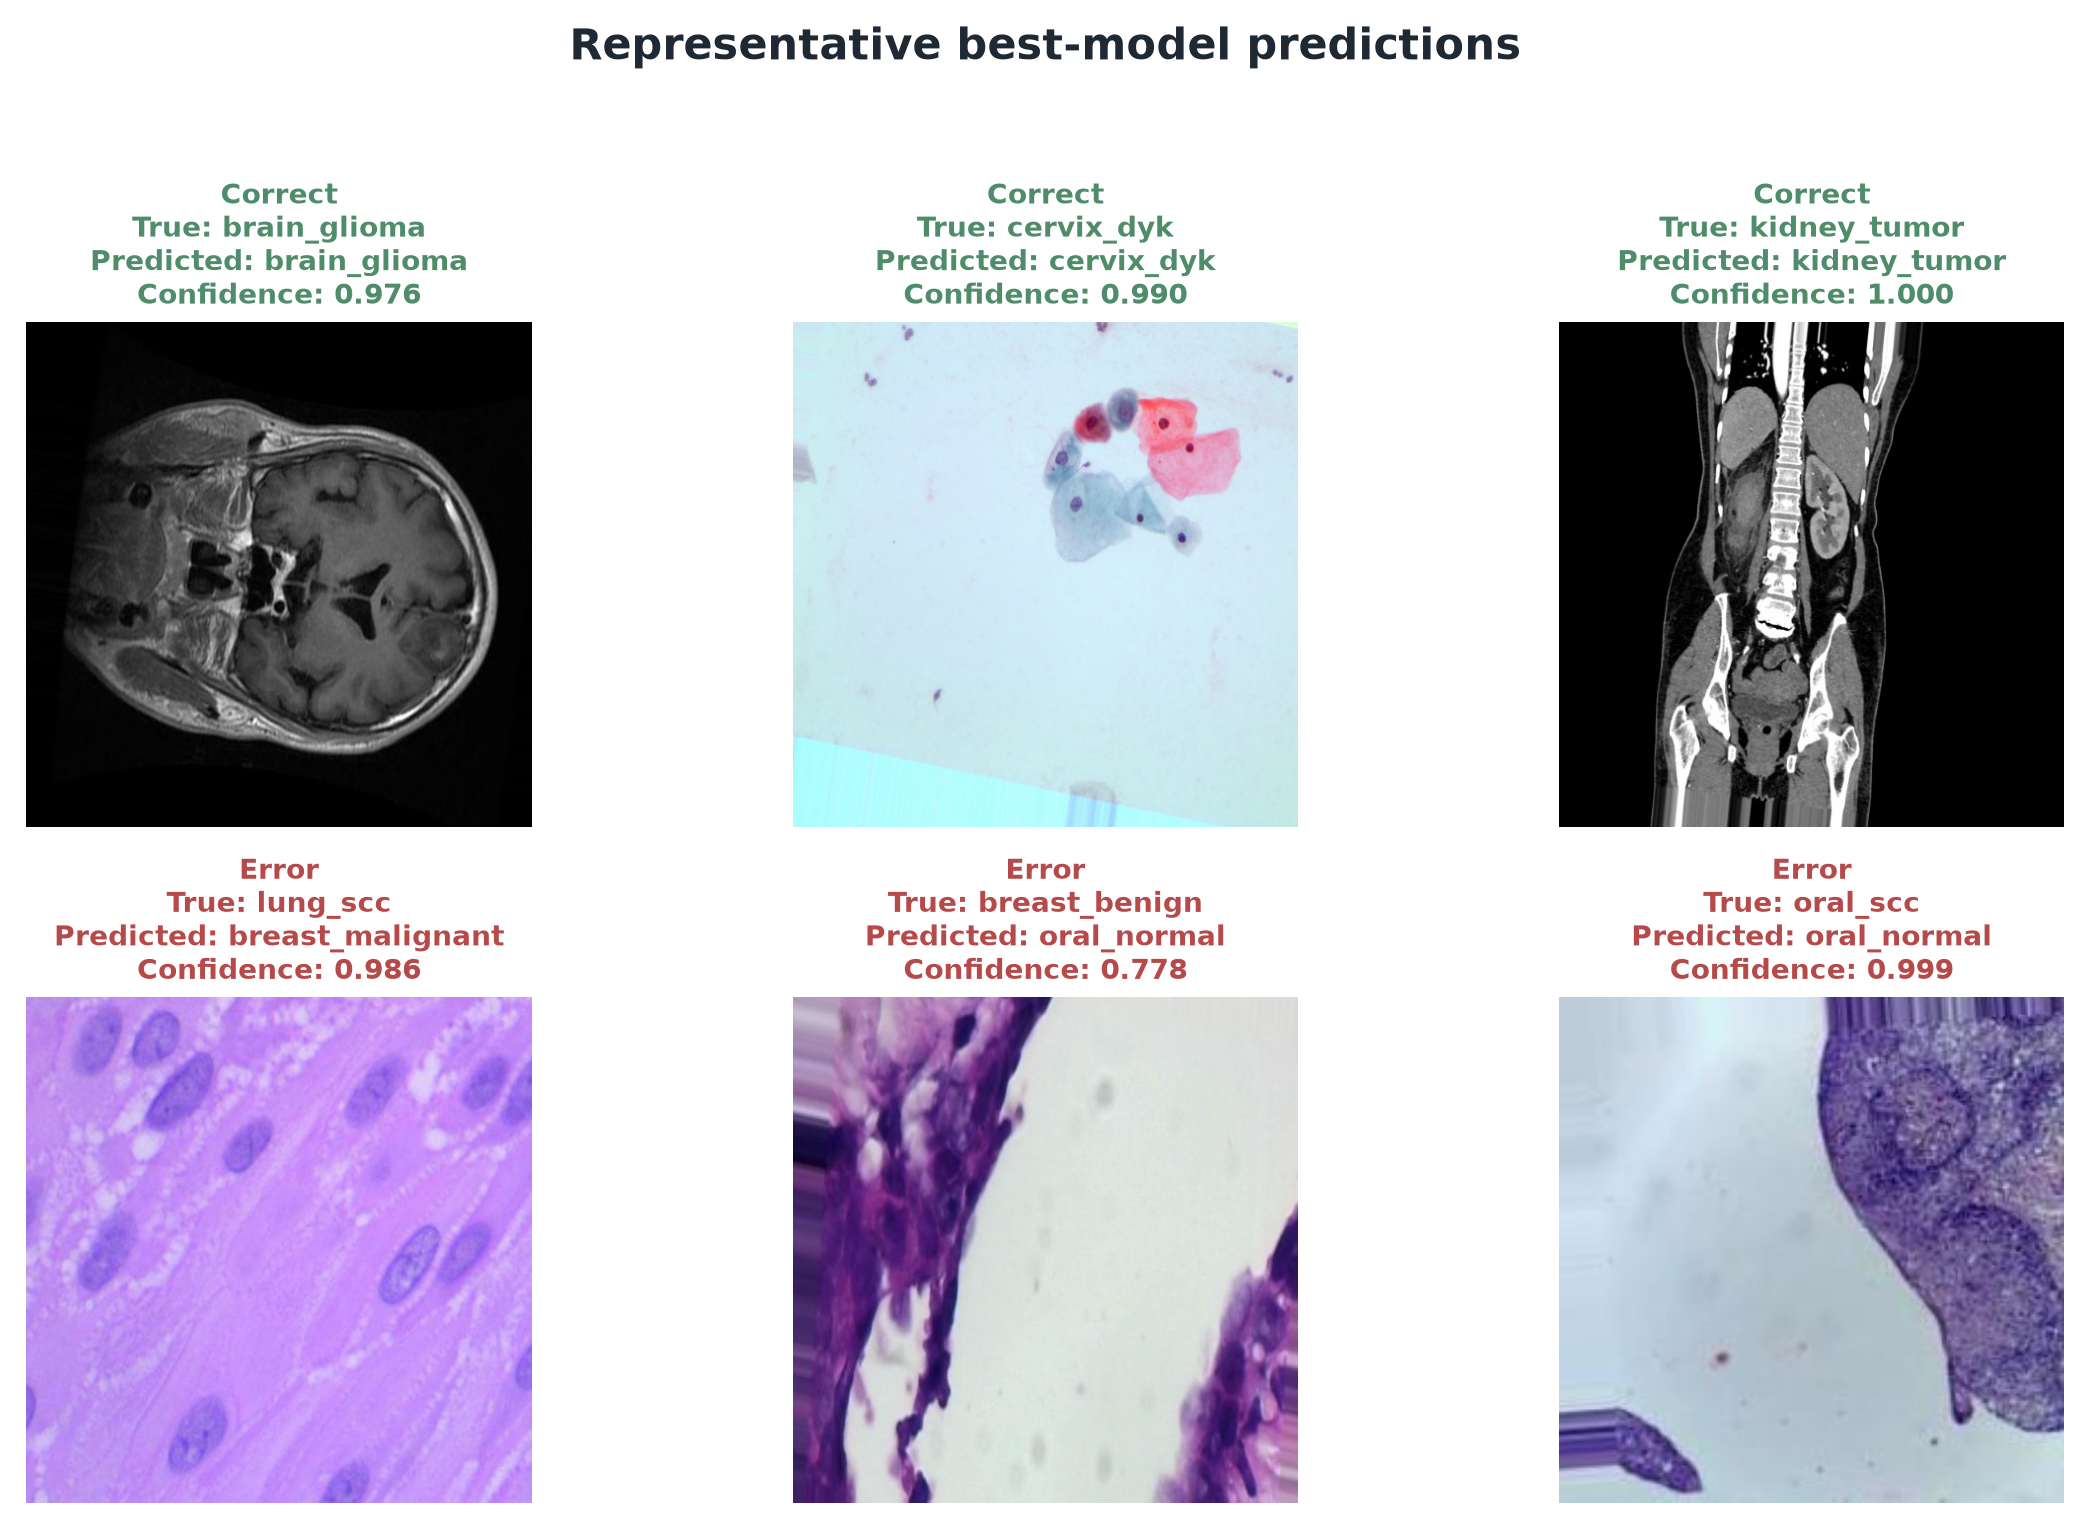 Representative best-model predictions
Correct
True: brain_glioma
Predicted: brain_glioma
Confidence: 0.976
Correct
True: cervix_dyk
Predicted: cervix_dyk
Confidence: 0.990
Correct
True: kidney_tumor
Predicted: kidney_tumor
Confidence: 1.000
Error
True: lung_scc
Predicted: breast_malignant
Confidence: 0.986
Error
True: breast_benign
Predicted: oral_normal
Confidence: 0.778
Error
True: oral_scc
Predicted: oral_normal
Confidence: 0.999